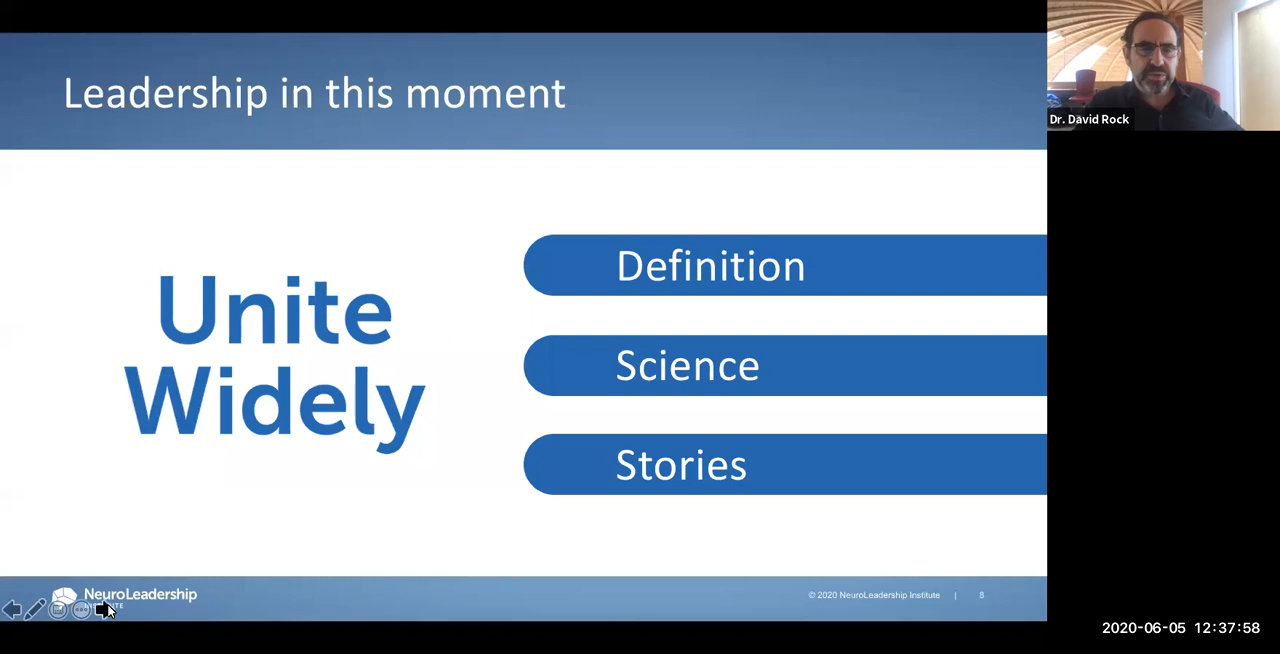 Leadership in this moment
Dr. David Rock
Unite
Widely
Definition
Science
Stories
NeuroLeadership
© 2020 NeuroLeadership Institute | 8
2020-06-05 12:37:58